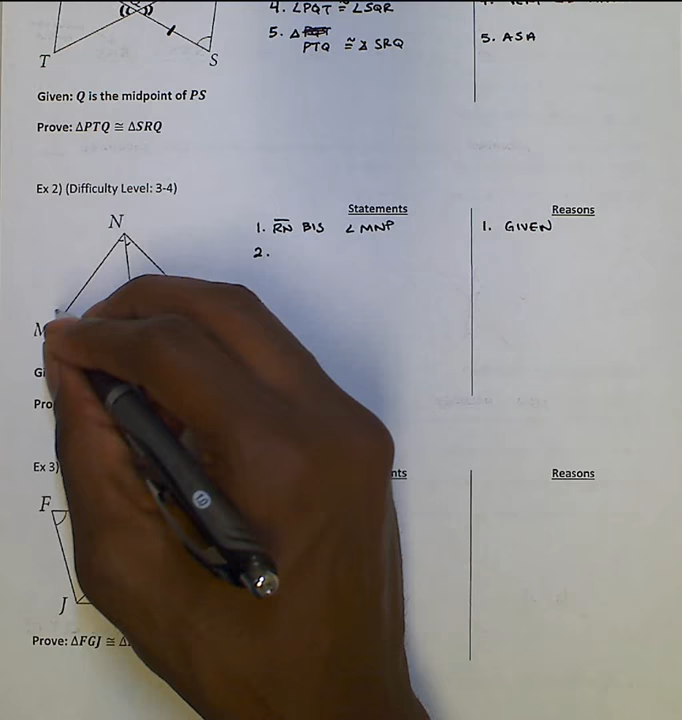 4. ∠PQT ≅ ∠SQR
5. △
PTQ ≅ △ SRQ
5. ASA
T
S
Given: Q is the midpoint of PS
Prove: ΔPTQ ≅ ΔSRQ
Ex 2) (Difficulty Level: 3-4)
Statements
Reasons
N
1. RN BIS ∠MNP
1. GIVEN
2.
M
Ex 3)
Reasons
F
J
Prove: ΔFGJ ≅